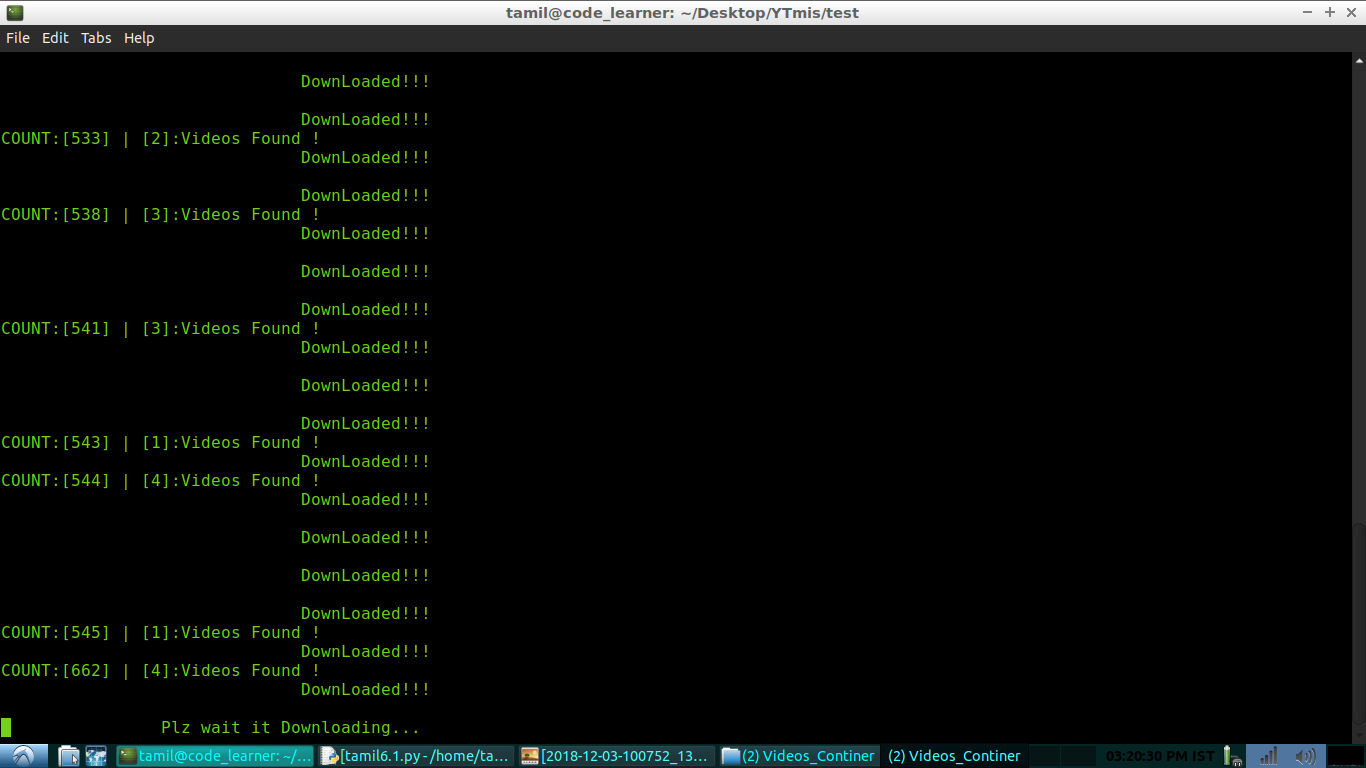 tamil@code_learner: ~/Desktop/YTmis/test
File Edit Tabs Help
DownLoaded!!!
DownLoaded!!!
COUNT:[533] | [2]:Videos Found !
DownLoaded!!!
DownLoaded!!!
COUNT:[538] | [3]:Videos Found !
DownLoaded!!!
DownLoaded!!!
DownLoaded!!!
COUNT:[541] | [3]:Videos Found !
DownLoaded!!!
DownLoaded!!!
DownLoaded!!!
COUNT:[543] | [1]:Videos Found !
DownLoaded!!!
COUNT:[544] | [4]:Videos Found !
DownLoaded!!!
DownLoaded!!!
DownLoaded!!!
DownLoaded!!!
COUNT:[545] | [1]:Videos Found !
DownLoaded!!!
COUNT:[662] | [4]:Videos Found !
DownLoaded!!!
Plz wait it Downloading...
tamil@code_learner: ~/... [tamil6.1.py - /home/ta... [2018-12-03-100752_13... (2) Videos_Continer (2) Videos_Continer 03:20:30 PM IST